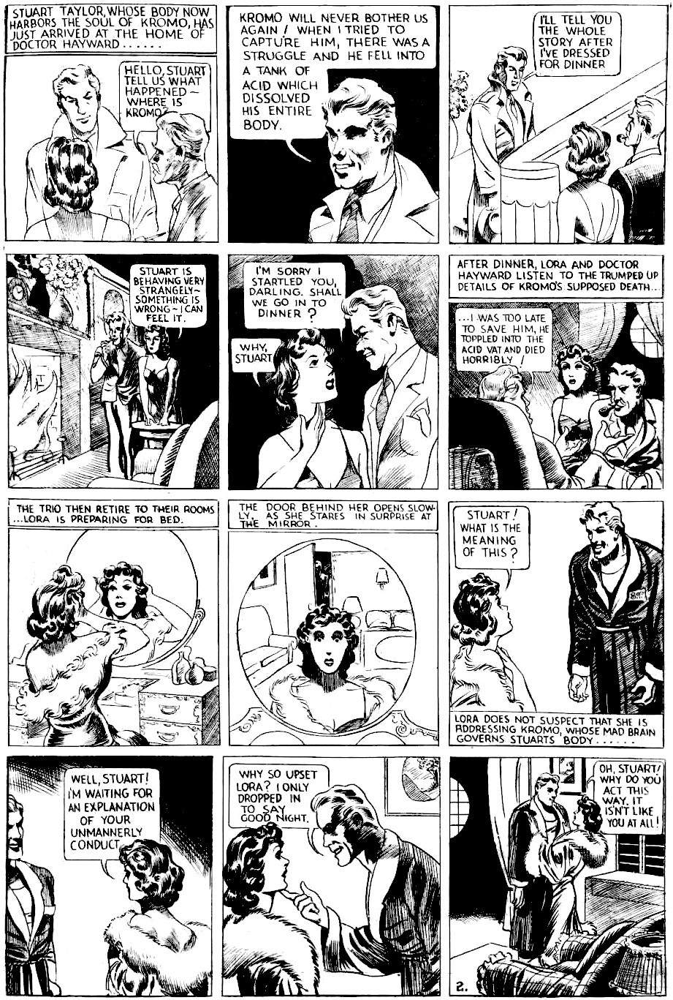 STUART TAYLOR, WHOSE BODY NOW
HARBORS THE SOUL OF KROMO, HAS
JUST ARRIVED AT THE HOME OF
DOCTOR HAYWARD......
HELLO, STUART
TELL US WHAT
HAPPENED~
WHERE IS
KROMO?
KROMO WILL NEVER BOTHER US
AGAIN! WHEN I TRIED TO
CAPTURE HIM, THERE WAS A
STRUGGLE AND HE FELL INTO
A TANK OF
ACID WHICH
DISSOLVED
HIS ENTIRE
BODY.
I'LL TELL YOU
THE WHOLE
STORY AFTER
I'VE DRESSED
FOR DINNER
STUART IS
BEHAVING VERY
STRANGELY~
SOMETHING IS
WRONG~I CAN
FEEL IT.
I'M SORRY I
STARTLED YOU,
DARLING. SHALL
WE GO IN TO
DINNER?
WHY,
STUART
AFTER DINNER, LORA AND DOCTOR
HAYWARD LISTEN TO THE TRUMPED UP
DETAILS OF KROMO'S SUPPOSED DEATH...
...I WAS TOO LATE
TO SAVE HIM, HE
TOPPLED INTO THE
ACID VAT AND DIED
HORRIBLY!
THE TRIO THEN RETIRE TO THEIR ROOMS
...LORA IS PREPARING FOR BED.
THE DOOR BEHIND HER OPENS SLOW-
LY, AS SHE STARES IN SURPRISE AT
THE MIRROR.
STUART!
WHAT IS THE
MEANING
OF THIS?
LORA DOES NOT SUSPECT THAT SHE IS
ADDRESSING KROMO, WHOSE MAD BRAIN
GOVERNS STUARTS BODY......
WELL, STUART!
I'M WAITING FOR
AN EXPLANATION
OF YOUR
UNMANNERLY
CONDUCT
WHY SO UPSET
LORA? I ONLY
DROPPED IN
TO SAY
GOOD NIGHT.
OH, STUART!
WHY DO YOU
ACT THIS
WAY. IT
ISN'T LIKE
YOU AT ALL!
2.